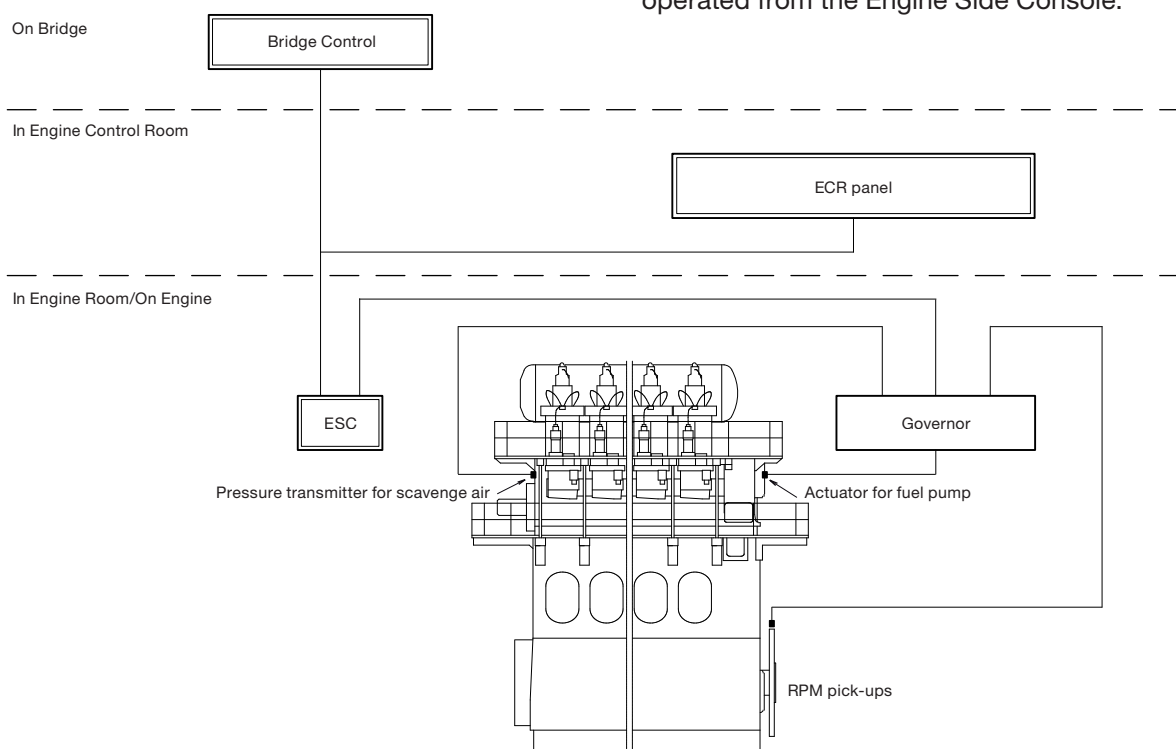 operated from the Engine Side Console.
On Bridge
Bridge Control
In Engine Control Room
ECR panel
In Engine Room/On Engine
ESC
Governor
Pressure transmitter for scavenge air
Actuator for fuel pump
RPM pick-ups